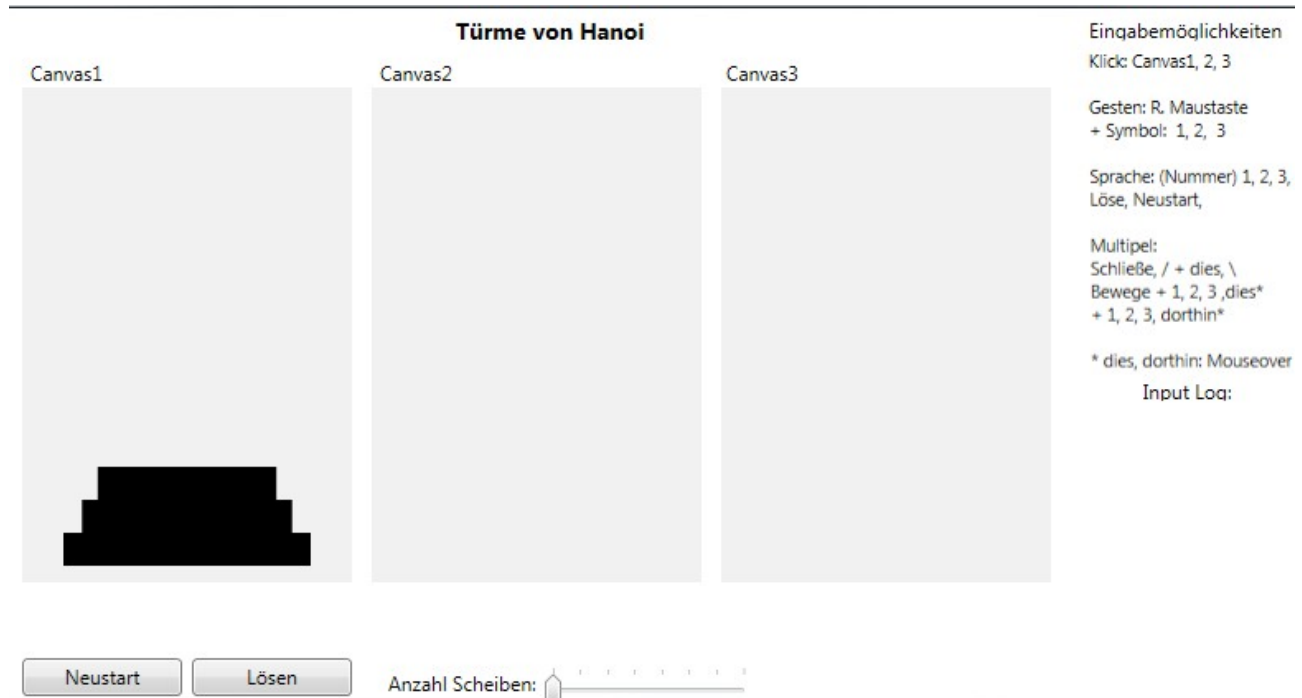 Türme von Hanoi
Canvas1
Canvas2
Canvas3
Neustart
Lösen
Anzahl Scheiben:
Eingabemöglichkeiten
Klick: Canvas1, 2, 3
Gesten: R. Maustaste
+ Symbol: 1, 2, 3
Sprache: (Nummer) 1, 2, 3,
Löse, Neustart,
Multipel:
Schließe, / + dies, \
Bewege + 1, 2, 3 ,dies*
+ 1, 2, 3, dorthin*
* dies, dorthin: Mouseover
Input Log: